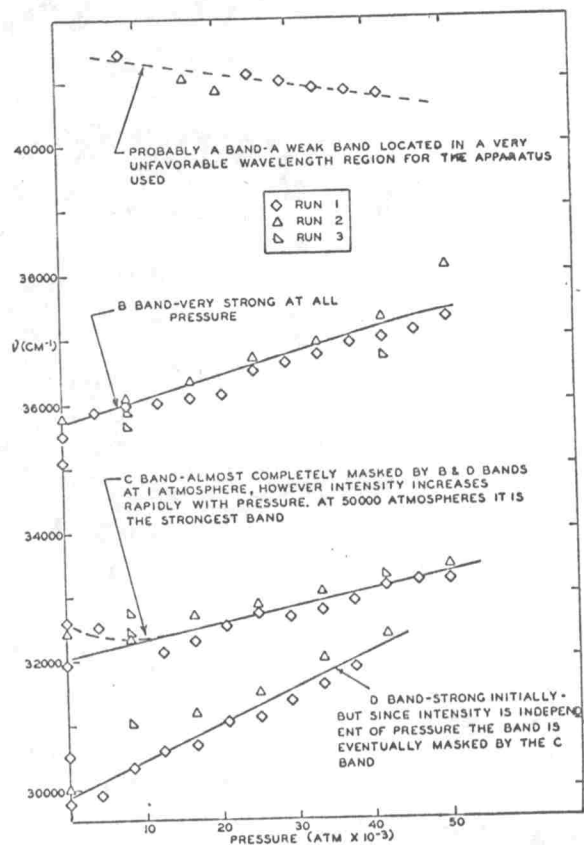 40000
PROBABLY A BAND-A WEAK BAND LOCATED IN A VERY
UNFAVORABLE WAVELENGTH REGION FOR THE APPARATUS
USED
RUN 1
RUN 2
RUN 3
36000
B BAND-VERY STRONG AT ALL
PRESSURE
ν̄(CM⁻¹)
36000
C BAND-ALMOST COMPLETELY MASKED BY B & D BANDS
AT 1 ATMOSPHERE, HOWEVER INTENSITY INCREASES
RAPIDLY WITH PRESSURE. AT 50000 ATMOSPHERES IT IS
THE STRONGEST BAND
34000
32000
D BAND-STRONG INITIALLY-
BUT SINCE INTENSITY IS INDEPEND
ENT OF PRESSURE THE BAND IS
EVENTUALLY MASKED BY THE C
BAND
30000
10
20
30
40
50
PRESSURE (ATM × 10⁻³)